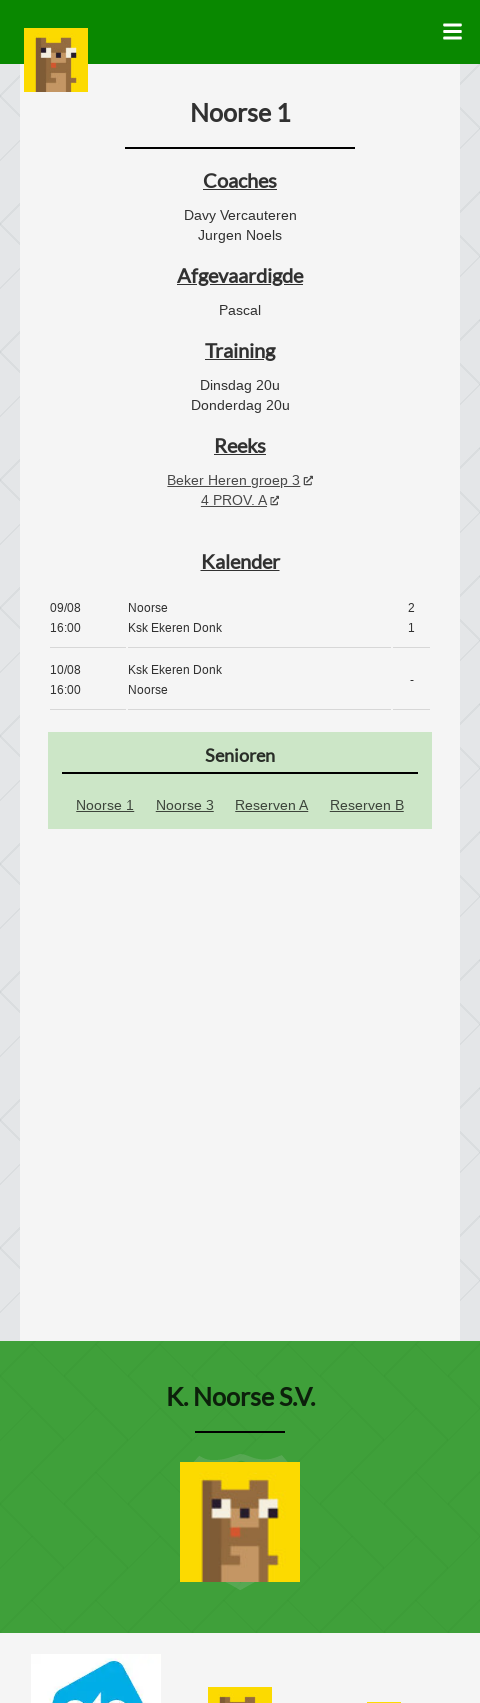 Noorse 1
Coaches
Davy Vercauteren
Jurgen Noels
Afgevaardigde
Pascal
Training
Dinsdag 20u
Donderdag 20u
Reeks
Beker Heren groep 3
4 PROV. A
Kalender
09/08 Noorse 2
16:00 Ksk Ekeren Donk 1
10/08 Ksk Ekeren Donk -
16:00 Noorse
Senioren
Noorse 1 Noorse 3 Reserven A Reserven B
K. Noorse S.V.